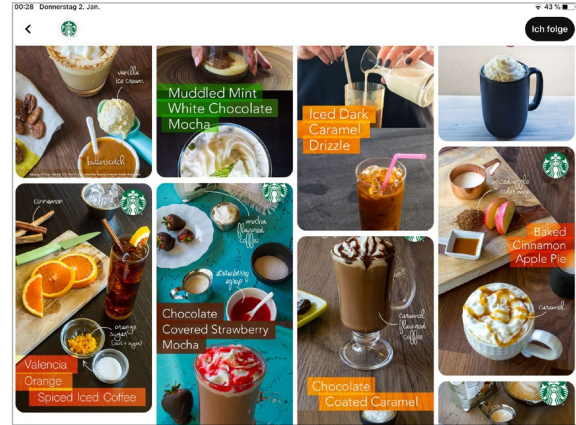 00:28 Donnerstag 2. Jan.
43 %
Ich folge
vanilla
ice cream
butterscotch
Muddled Mint
White Chocolate
Mocha
Iced Dark
Caramel
Drizzle
cinnamon
orange
sugar
Valencia
Orange
Spiced Iced Coffee
mocha
flavored
coffee
strawberry
syrup
Chocolate
Covered Strawberry
Mocha
caramel
flavored
coffee
Chocolate
Coated Caramel
Baked
Cinnamon
Apple Pie
caramel